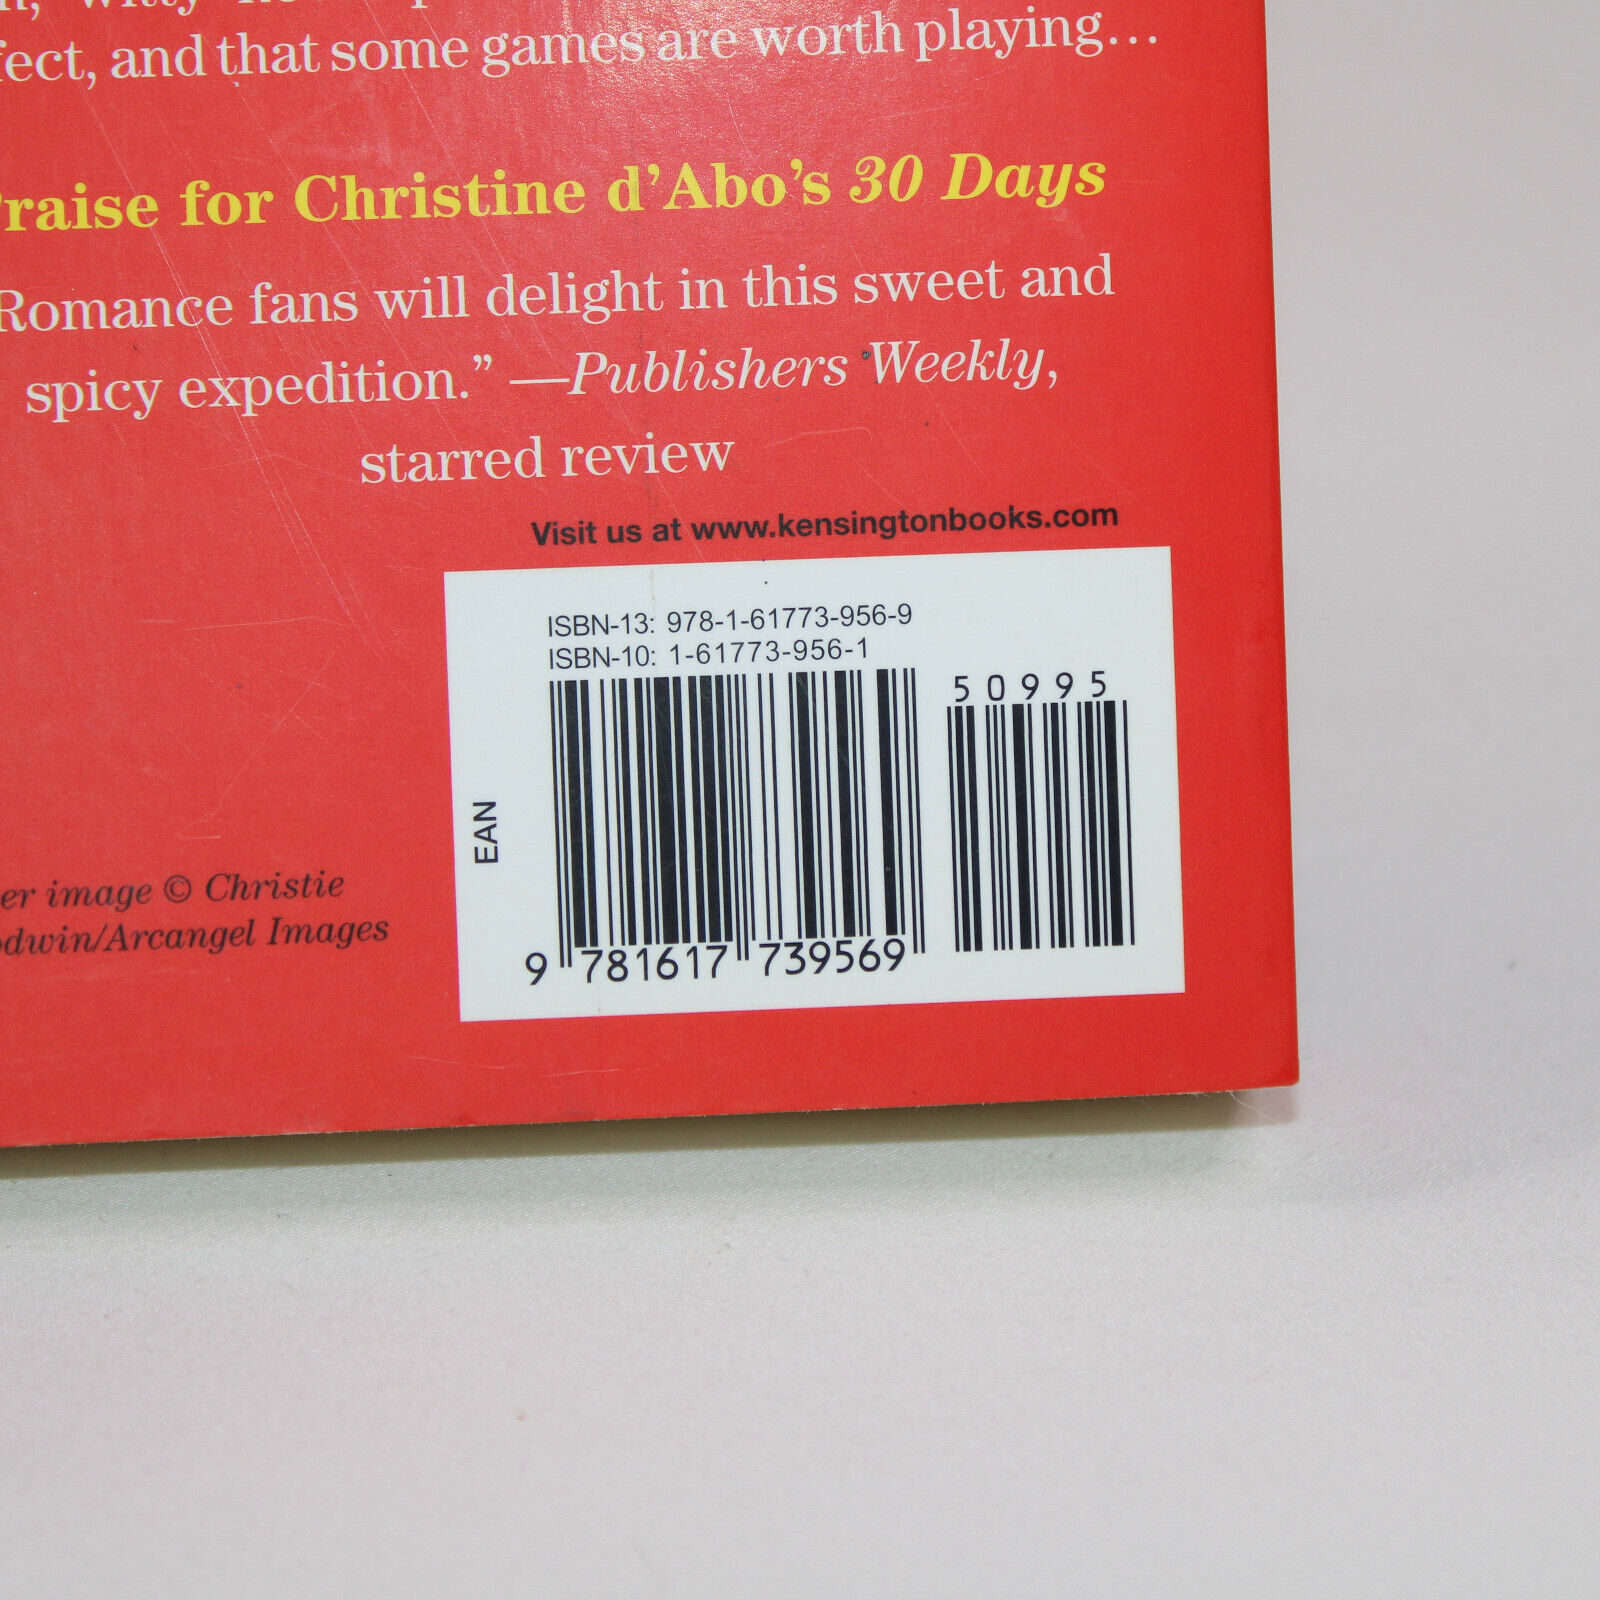 fect, and that some games are worth playing...
Praise for Christine d'Abo's 30 Days
Romance fans will delight in this sweet and
spicy expedition.” —Publishers Weekly,
starred review
Visit us at www.kensingtonbooks.com
ISBN-13: 978-1-61773-956-9
ISBN-10: 1-61773-956-1
50995
EAN
9 781617 739569
er image © Christie
odwin/Arcangel Images